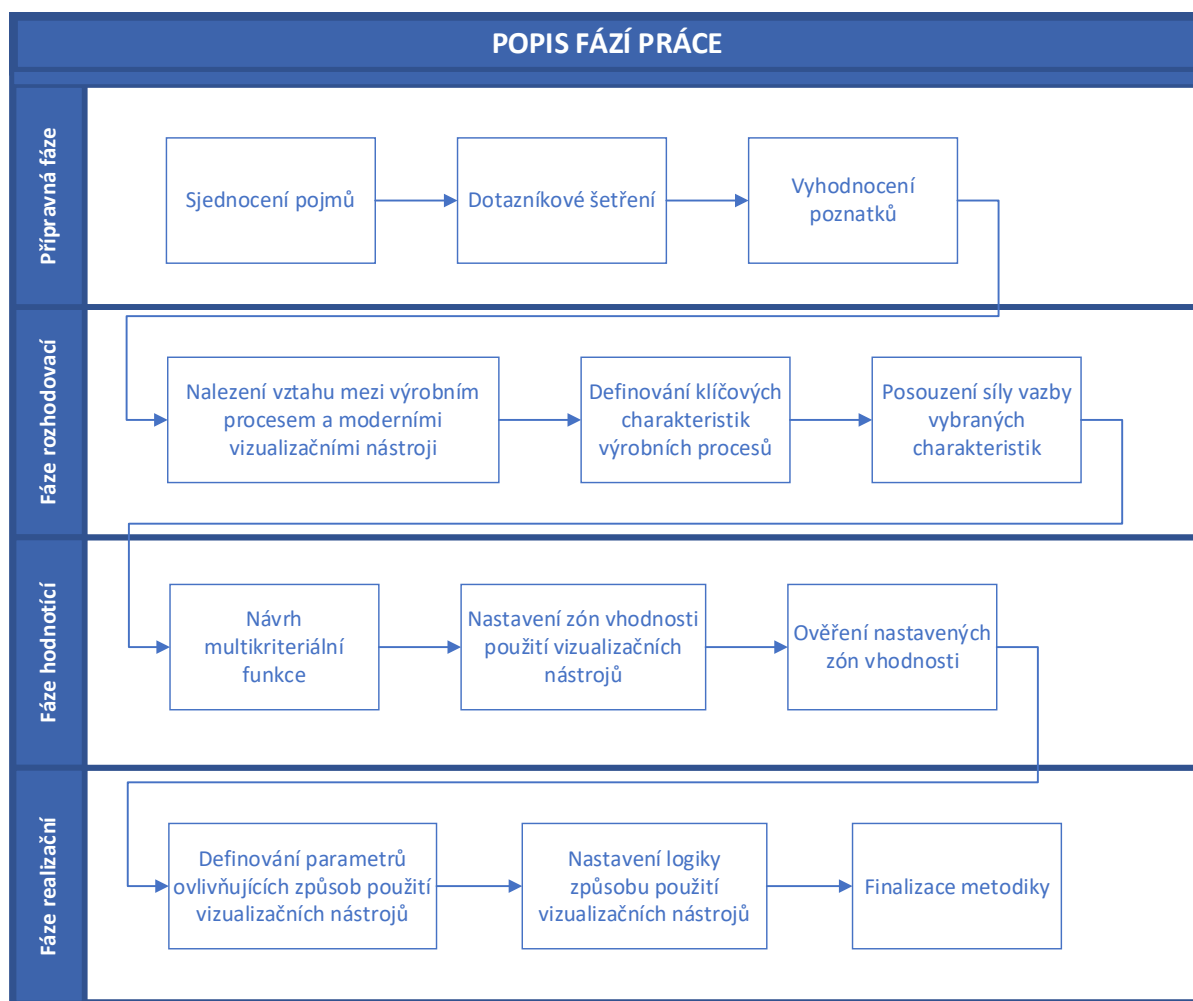 POPIS FÁZÍ PRÁCE
Přípravná fáze
Sjednocení pojmů
Dotazníkové šetření
Vyhodnocení
poznatků
Fáze rozhodovací
Nalezení vztahu mezi výrobním
procesem a moderními
vizualizačními nástroji
Definování klíčových
charakteristik
výrobních procesů
Posouzení síly vazby
vybraných
charakteristik
Fáze hodnotící
Návrh
multikriteriální
funkce
Nastavení zón vhodnosti
použití vizualizačních
nástrojů
Ověření nastavených
zón vhodnosti
Fáze realizační
Definování parametrů
ovlivňujících způsob použití
vizualizačních nástrojů
Nastavení logiky
způsobu použití
vizualizačních nástrojů
Finalizace metodiky